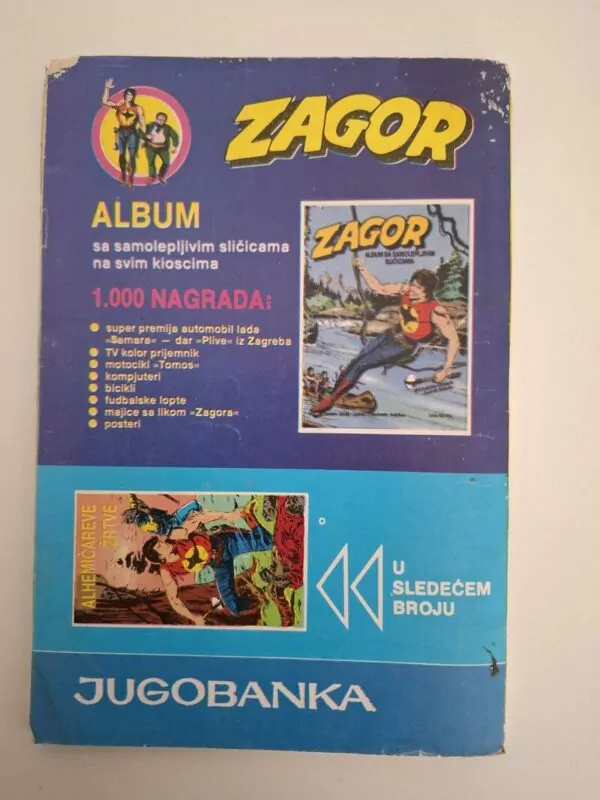 ZAGOR
ALBUM
sa samolepljivim sličicama
na svim kioscima
1.000 NAGRADA:
super premija automobil lada
»Samara« — dar »Plive« iz Zagreba
TV kolor prijemnik
motocikl »Tomos«
kompjuteri
bicikli
fudbalske lopte
majice sa likom »Zagora«
posteri
ZAGOR
ALBUM SA SAMOLEPLJIVIM
SLIČICAMA
ALHEMIČAREVE
ŽRTVE
U
SLEDEĆEM
BROJU
JUGOBANKA